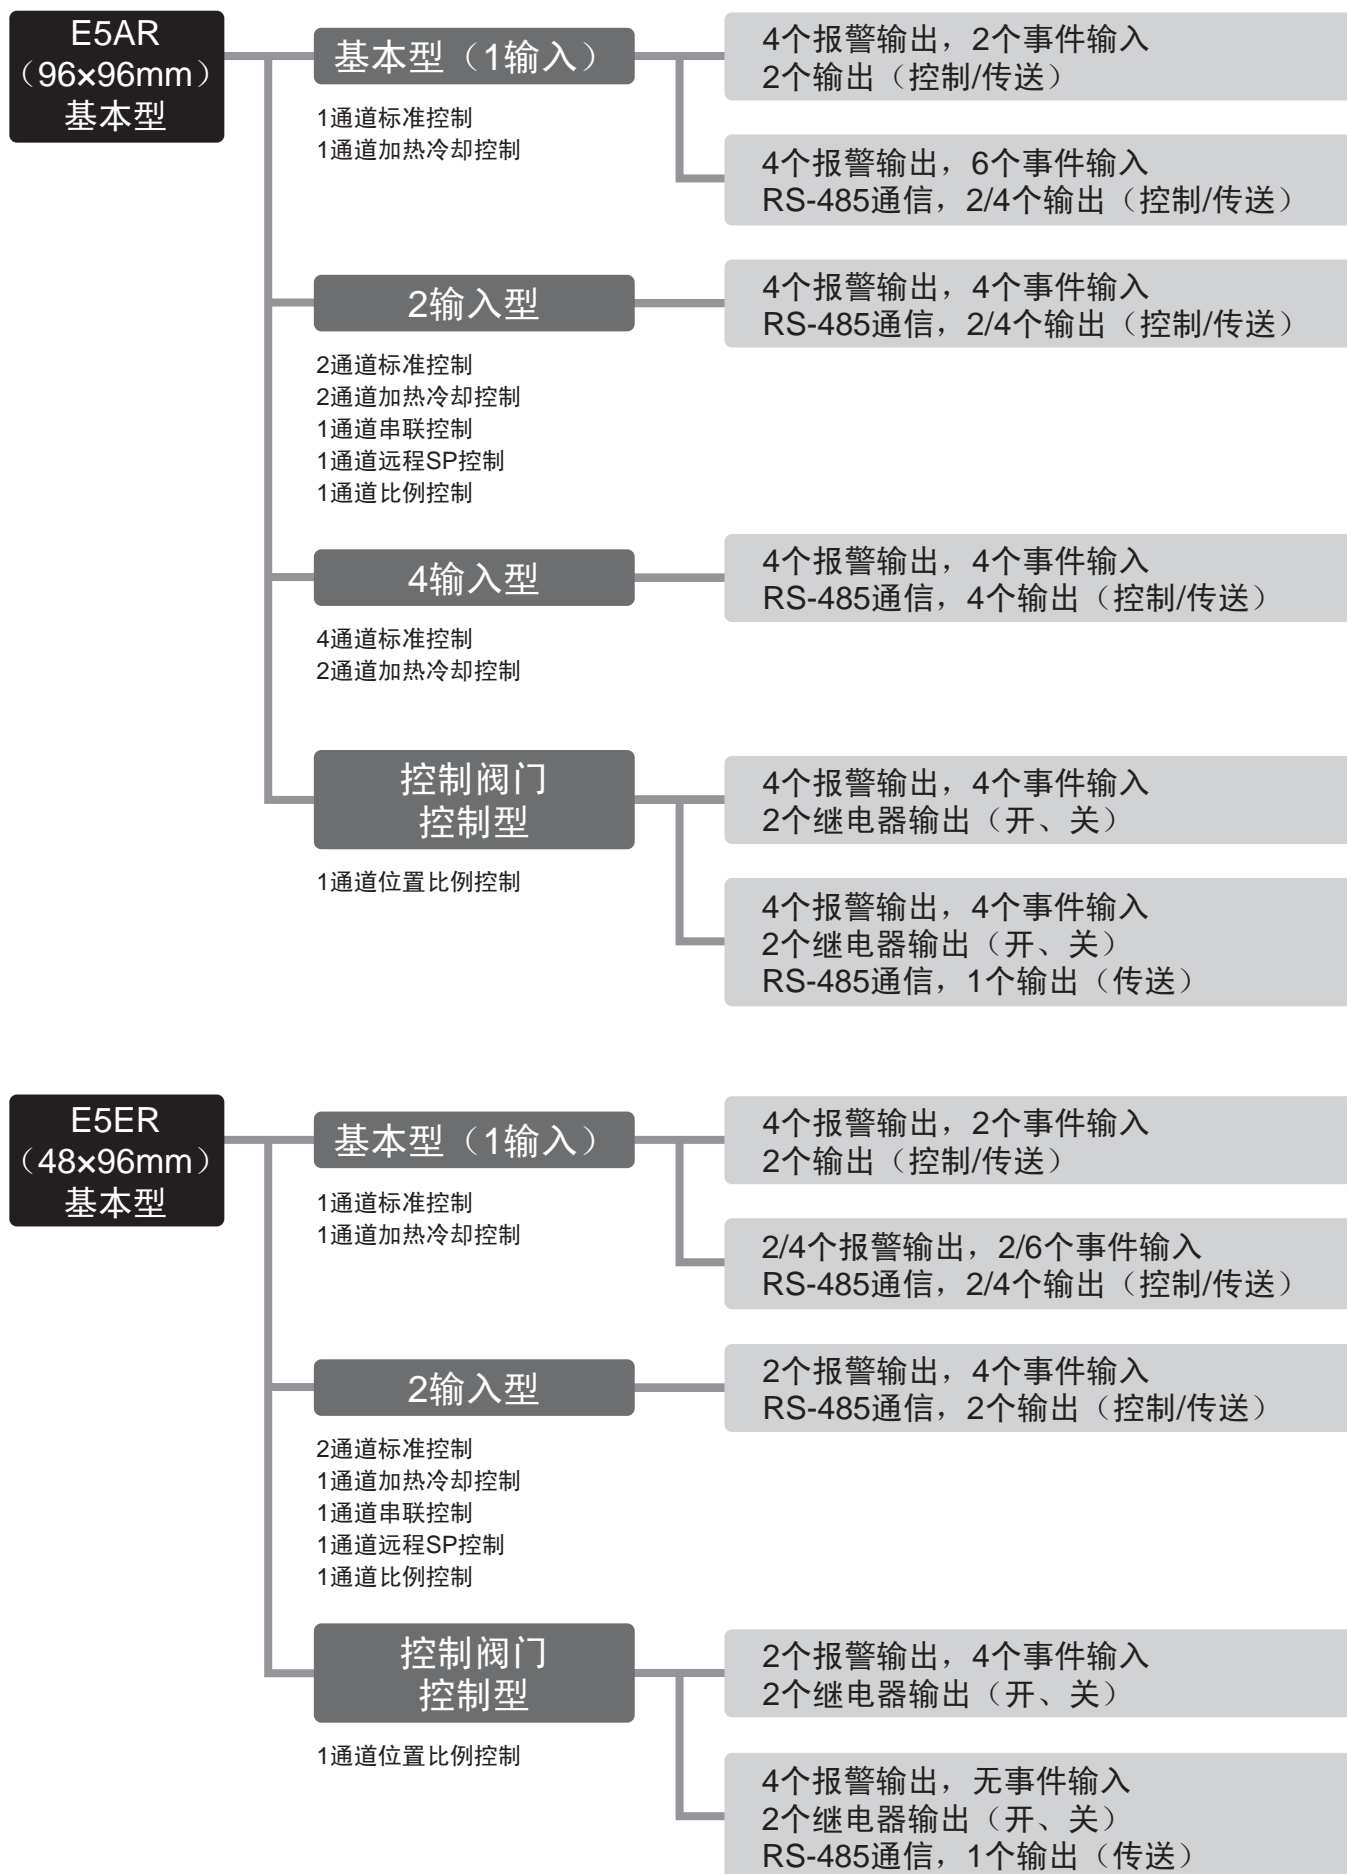 E5AR
（96×96mm）
基本型
基本型（1输入）
1通道标准控制
1通道加热冷却控制
4个报警输出，2个事件输入
2个输出（控制/传送）
4个报警输出，6个事件输入
RS-485通信，2/4个输出（控制/传送）
2输入型
2通道标准控制
2通道加热冷却控制
1通道串联控制
1通道远程SP控制
1通道比例控制
4个报警输出，4个事件输入
RS-485通信，2/4个输出（控制/传送）
4输入型
4通道标准控制
2通道加热冷却控制
4个报警输出，4个事件输入
RS-485通信，4个输出（控制/传送）
控制阀门
控制型
1通道位置比例控制
4个报警输出，4个事件输入
2个继电器输出（开、关）
4个报警输出，4个事件输入
2个继电器输出（开、关）
RS-485通信，1个输出（传送）
E5ER
（48×96mm）
基本型
基本型（1输入）
1通道标准控制
1通道加热冷却控制
4个报警输出，2个事件输入
2个输出（控制/传送）
2/4个报警输出，2/6个事件输入
RS-485通信，2/4个输出（控制/传送）
2输入型
2通道标准控制
1通道加热冷却控制
1通道串联控制
1通道远程SP控制
1通道比例控制
2个报警输出，4个事件输入
RS-485通信，2个输出（控制/传送）
控制阀门
控制型
1通道位置比例控制
2个报警输出，4个事件输入
2个继电器输出（开、关）
4个报警输出，无事件输入
2个继电器输出（开、关）
RS-485通信，1个输出（传送）